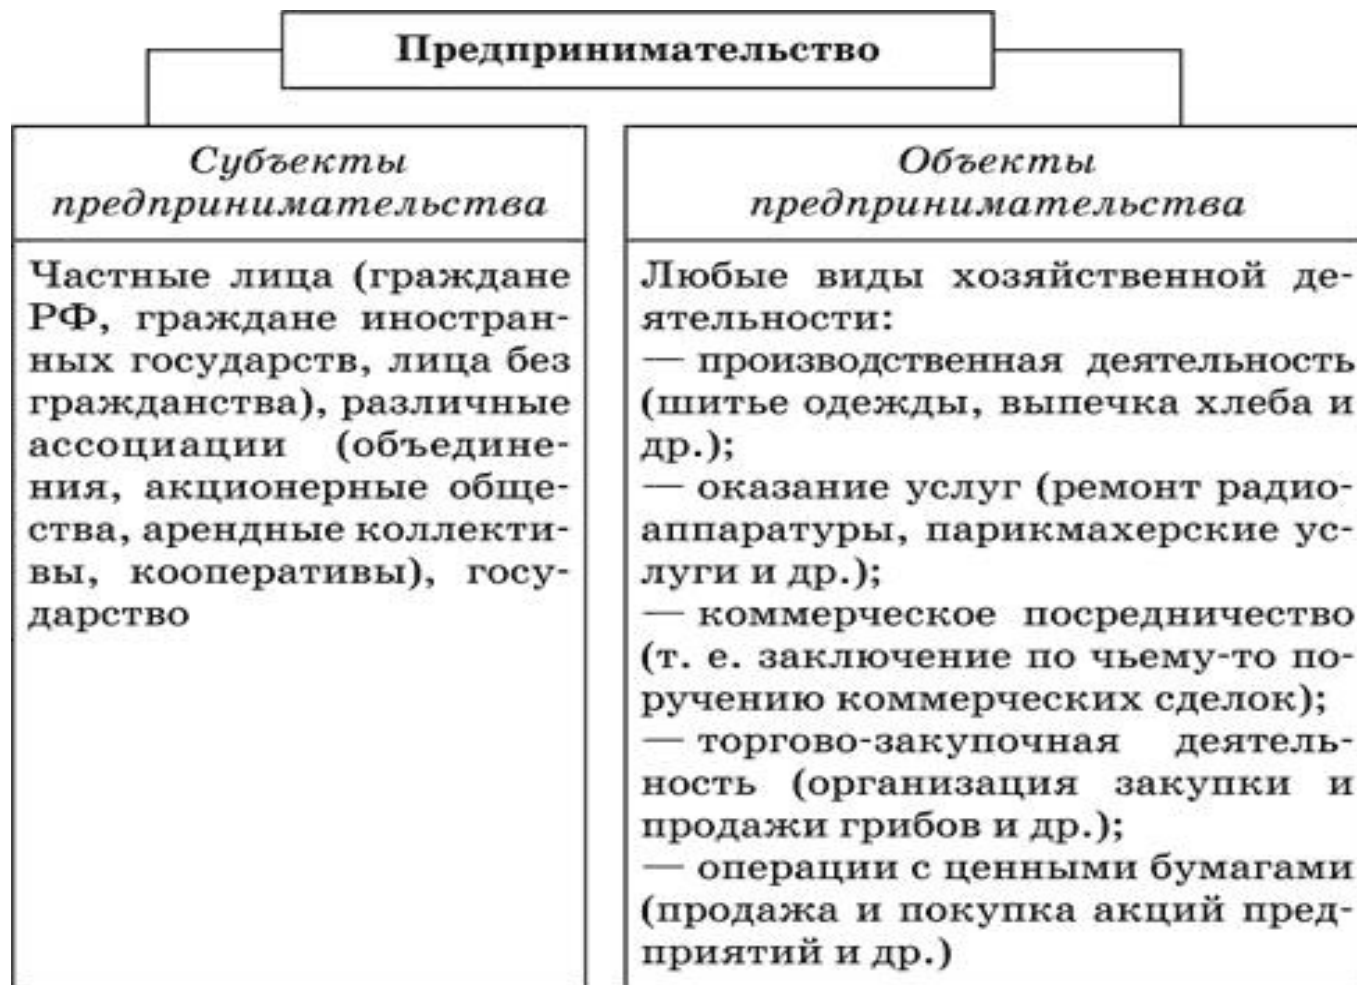 Предпринимательство
Субъекты
предпринимательства
Частные лица (граждане
РФ, граждане иностран-
ных государств, лица без
гражданства), различные
ассоциации (объедине-
ния, акционерные обще-
ства, арендные коллекти-
вы, кооперативы), госу-
дарство
Объекты
предпринимательства
Любые виды хозяйственной де-
ятельности:
— производственная деятельность
(шитье одежды, выпечка хлеба и
др.);
— оказание услуг (ремонт радио-
аппаратуры, парикмахерские ус-
луги и др.);
— коммерческое посредничество
(т. е. заключение по чьему-то по-
ручению коммерческих сделок);
— торгово-закупочная деятель-
ность (организация закупки и
продажи грибов и др.);
— операции с ценными бумагами
(продажа и покупка акций пред-
приятий и др.)